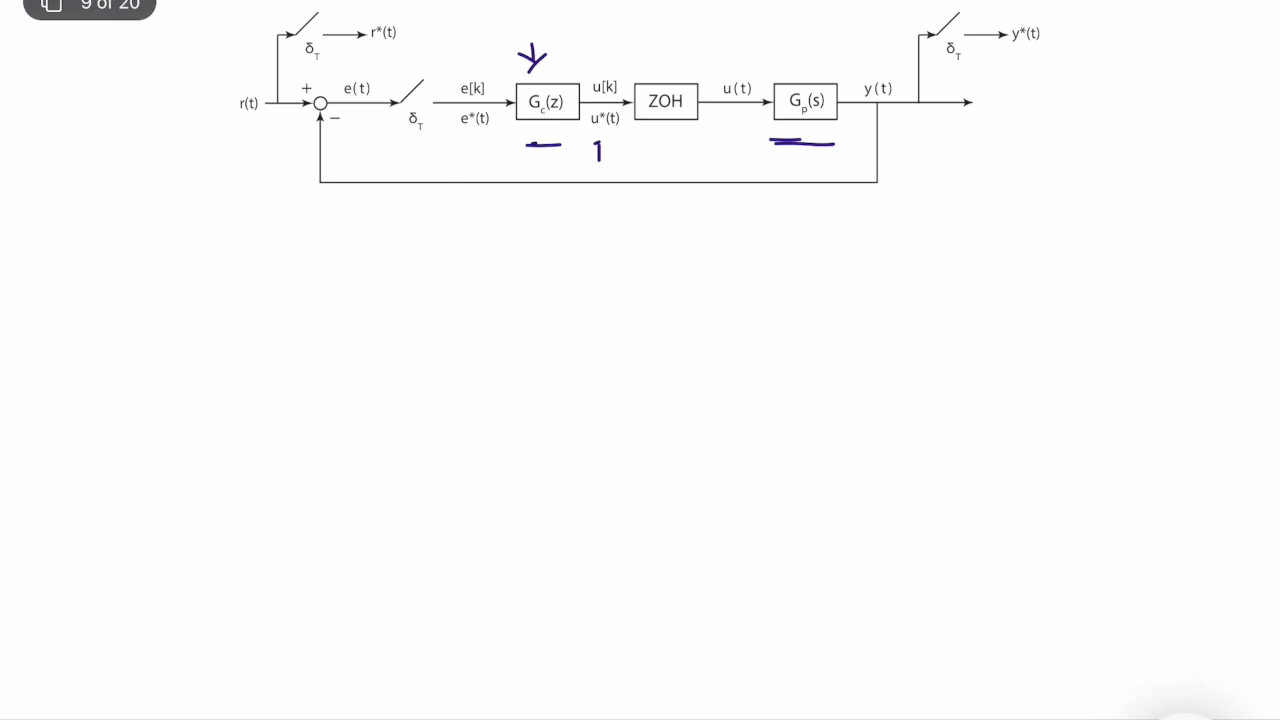 9 of 20
r*(t)
δT
y*(t)
δT
r(t)
+
−
e(t)
δT
e[k]
e*(t)
Gc(z)
u[k]
u*(t)
ZOH
u(t)
Gp(s)
y(t)
1